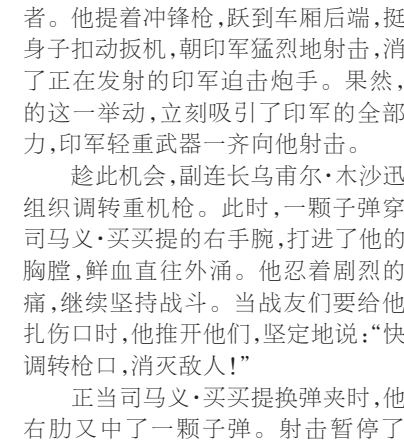 者。他提着冲锋枪,跃到车厢后端,挺
身子扣动扳机,朝印军猛烈地射击,消
了正在发射的印军迫击炮手。果然,
的这一举动,立刻吸引了印军的全部
力,印军轻重武器一齐向他射击。
趁此机会,副连长乌甫尔·木沙迅
组织调转重机枪。此时,一颗子弹穿
司马义·买买提的右手腕,打进了他的
胸膛,鲜血直往外涌。他忍着剧烈的
痛,继续坚持战斗。当战友们要给他
扎伤口时,他推开他们,坚定地说:“快
调转枪口,消灭敌人!”
正当司马义·买买提换弹夹时,他
右肋又中了一颗子弹。射击暂停了